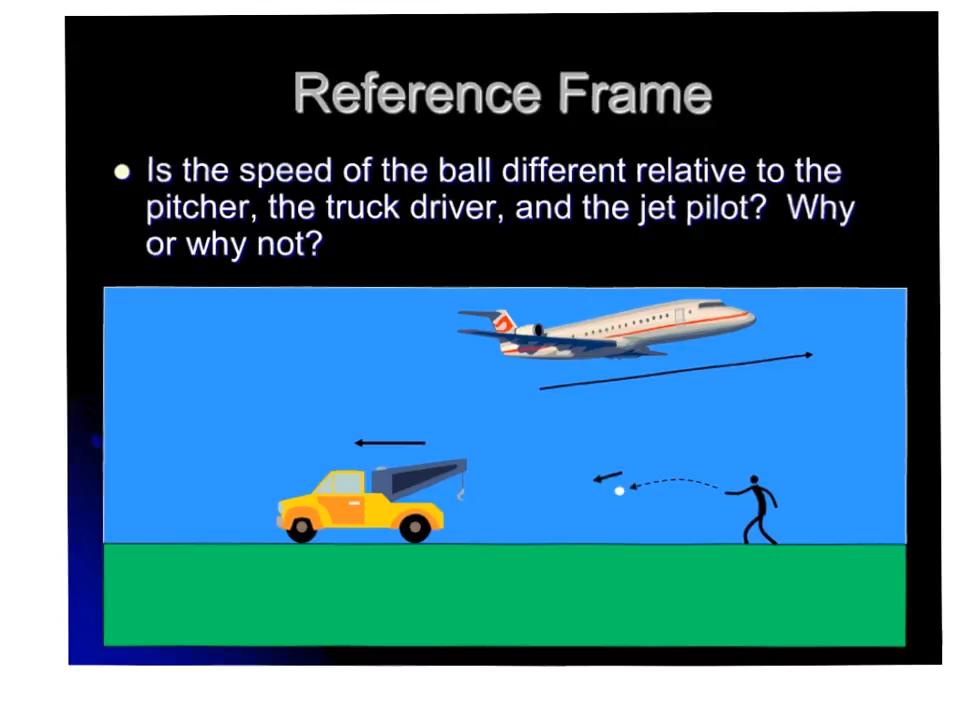 Reference Frame
Is the speed of the ball different relative to the
pitcher, the truck driver, and the jet pilot?  Why
or why not?